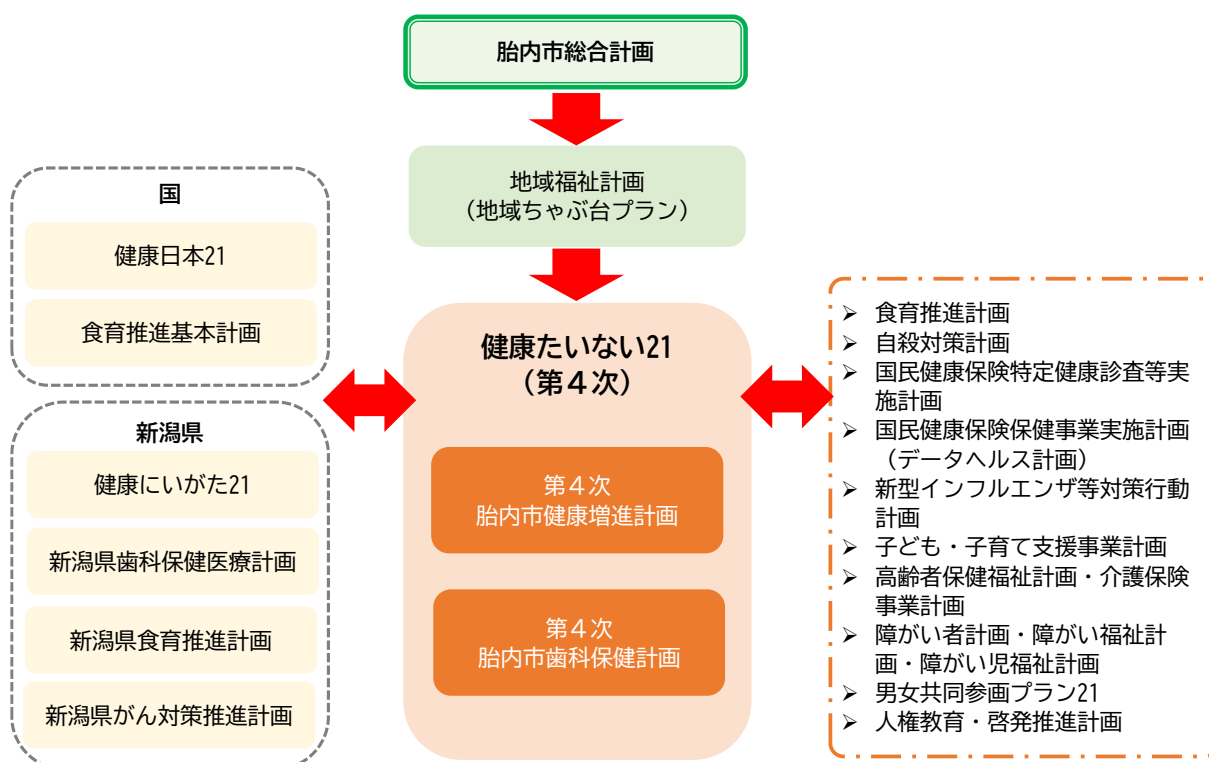 胎内市総合計画
地域福祉計画
（地域ちゃぶ台プラン）
国
健康日本21
食育推進基本計画
新潟県
健康にいがた21
新潟県歯科保健医療計画
新潟県食育推進計画
新潟県がん対策推進計画
健康たいない21
（第４次）
第４次
胎内市健康増進計画
第４次
胎内市歯科保健計画
➢ 食育推進計画
➢ 自殺対策計画
➢ 国民健康保険特定健康診査等実
施計画
➢ 国民健康保険保健事業実施計画
（データヘルス計画）
➢ 新型インフルエンザ等対策行動
計画
➢ 子ども・子育て支援事業計画
➢ 高齢者保健福祉計画・介護保険
事業計画
➢ 障がい者計画・障がい福祉計
画・障がい児福祉計画
➢ 男女共同参画プラン21
➢ 人権教育・啓発推進計画